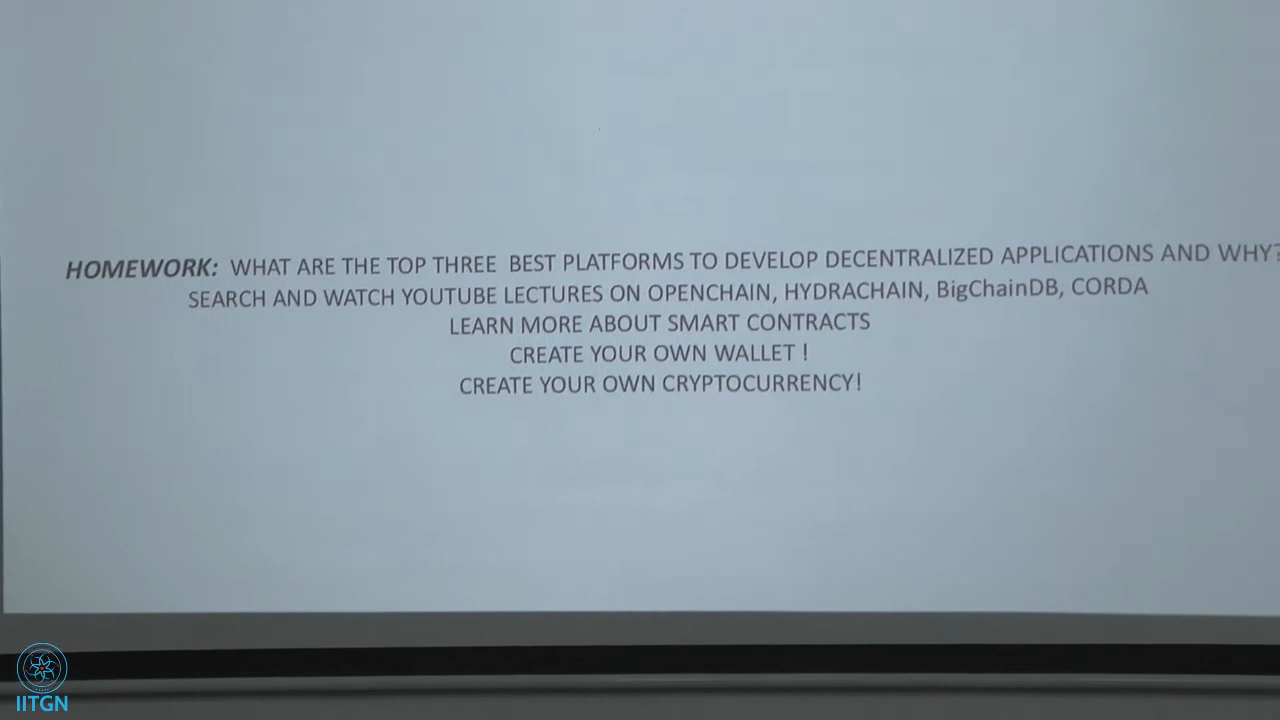 HOMEWORK: WHAT ARE THE TOP THREE BEST PLATFORMS TO DEVELOP DECENTRALIZED APPLICATIONS AND WHY?
SEARCH AND WATCH YOUTUBE LECTURES ON OPENCHAIN, HYDRACHAIN, BigChainDB, CORDA
LEARN MORE ABOUT SMART CONTRACTS
CREATE YOUR OWN WALLET !
CREATE YOUR OWN CRYPTOCURRENCY!
IITGN